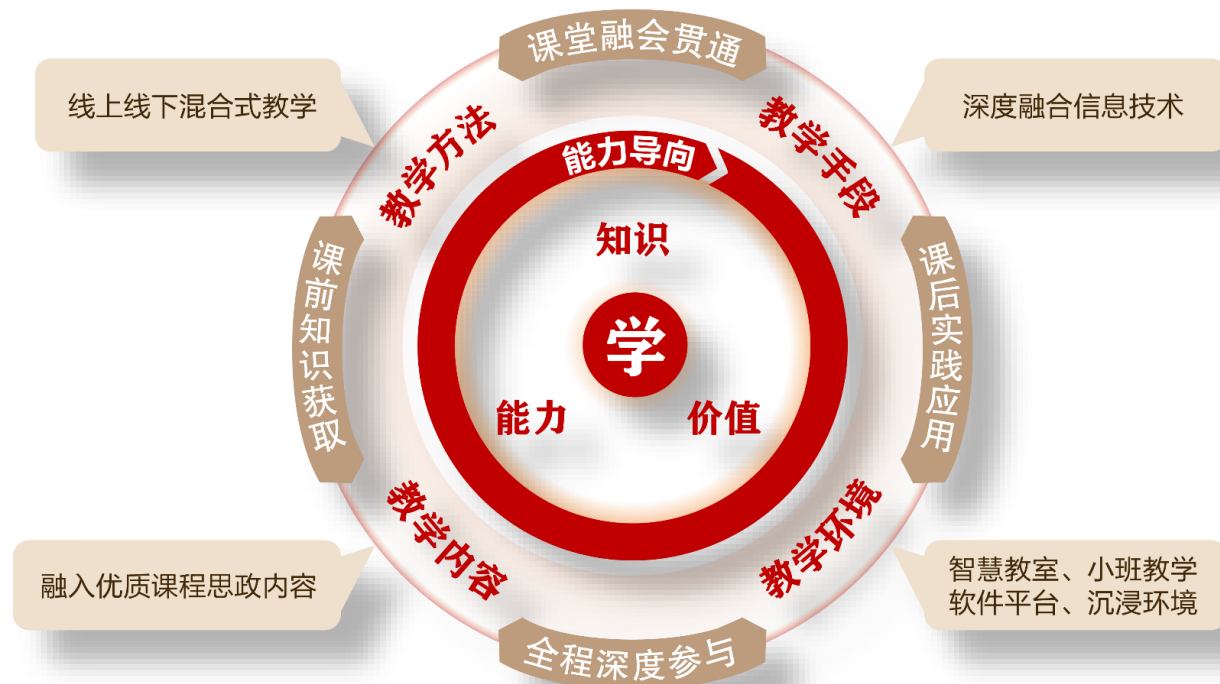 课堂融会贯通
线上线下混合式教学
深度融合信息技术
教学方法
教学手段
能力导向
知识
课前知识获取
学
课后实践应用
能力
价值
教学内容
教学环境
融入优质课程思政内容
智慧教室、小班教学
软件平台、沉浸环境
全程深度参与